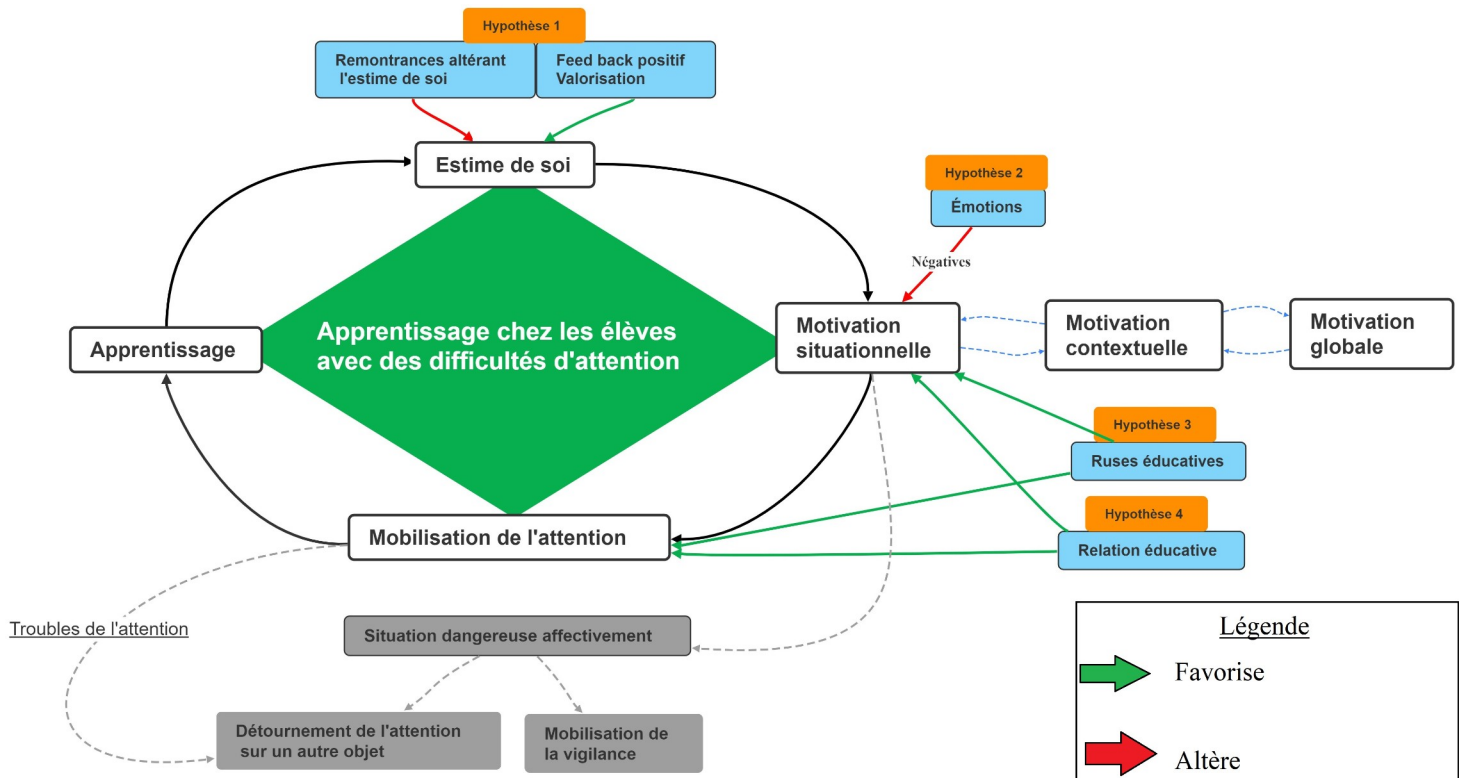 Hypothèse 1
Remontrances altérant
l'estime de soi
Feed back positif
Valorisation
Estime de soi
Hypothèse 2
Émotions
Négatives
Apprentissage chez les élèves
avec des difficultés d'attention
Apprentissage
Motivation
situationnelle
Motivation
contextuelle
Motivation
globale
Hypothèse 3
Ruses éducatives
Hypothèse 4
Relation éducative
Mobilisation de l'attention
Troubles de l'attention
Situation dangereuse affectivement
Détournement de l'attention
sur un autre objet
Mobilisation de
la vigilance
Légende
Favorise
Altère